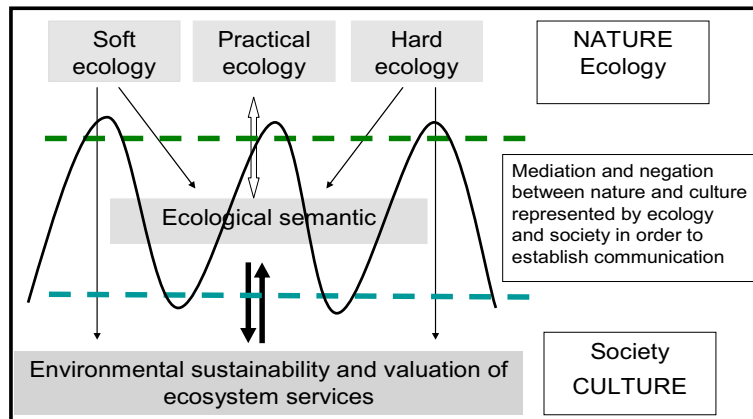 Soft
ecology
Practical
ecology
Hard
ecology
NATURE
Ecology
Ecological semantic
Mediation and negation
between nature and culture
represented by ecology
and society in order to
establish communication
Environmental sustainability and valuation of
ecosystem services
Society
CULTURE